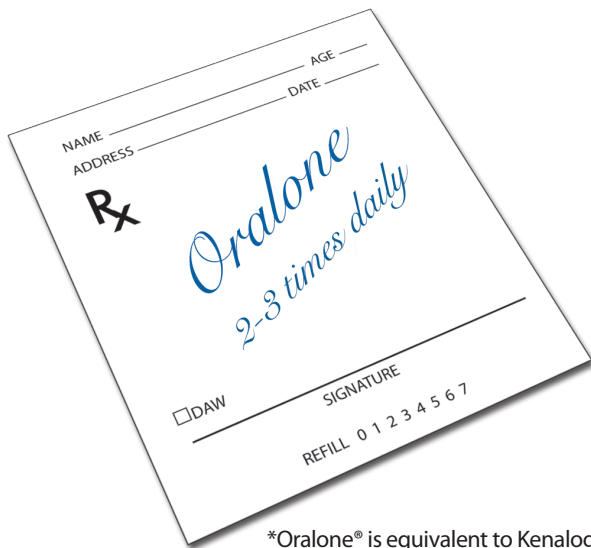 NAME AGE
ADDRESS DATE
Rx
Oralone
2-3 times daily
DAW
SIGNATURE
REFILL 0 1 2 3 4 5 6 7
*Oralone® is equivalent to